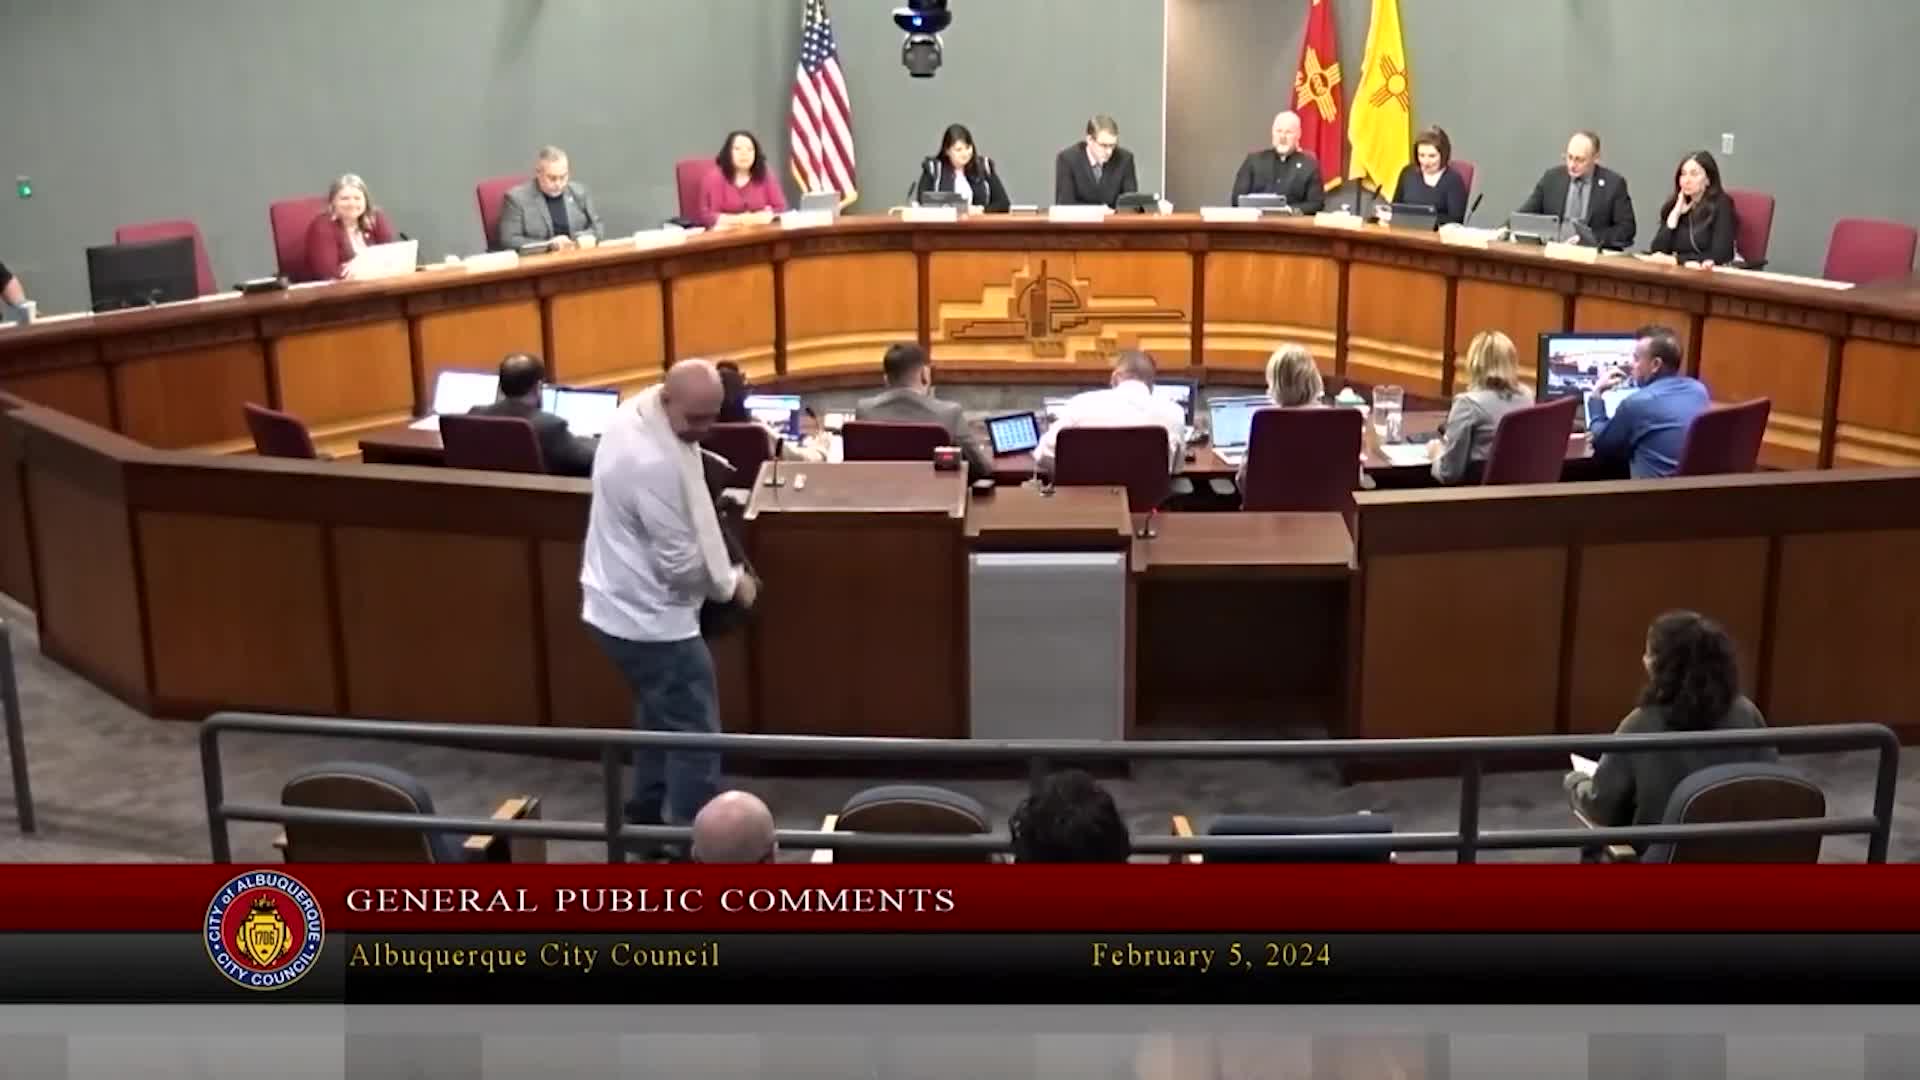 GENERAL PUBLIC COMMENTS
Albuquerque City Council
February 5, 2024
CITY of ALBUQUERQUE
1706
CITY COUNCIL